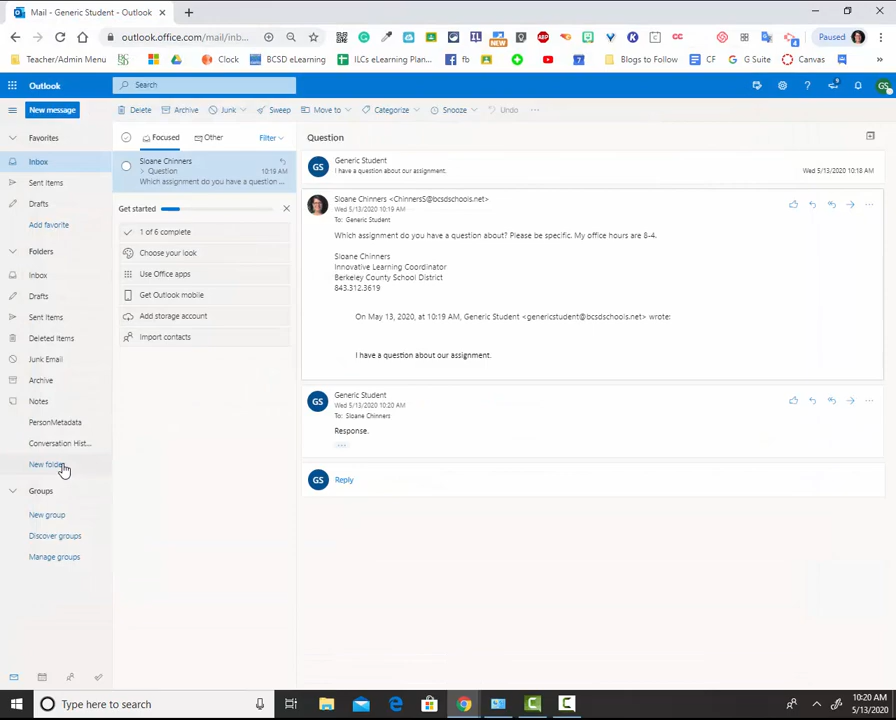 Mail - Generic Student - Outlook
outlook.office.com/mail/inb...
Paused
Teacher/Admin Menu
Clock
BCSD eLearning
ILCs eLearning Plan...
fb
Blogs to Follow
CF
G Suite
Canvas
Outlook
Search
GS
New message
Delete
Archive
Junk
Sweep
Move to
Categorize
Snooze
Undo
Favorites
Inbox
Sent Items
Drafts
Add favorite
Folders
Inbox
Drafts
Sent Items
Deleted Items
Junk Email
Archive
Notes
PersonMetadata
Conversation Hist...
New folder
Groups
New group
Discover groups
Manage groups
Focused
Other
Filter
Sloane Chinners
Question
10:19 AM
Which assignment do you have a question ...
Get started
1 of 6 complete
Choose your look
Use Office apps
Get Outlook mobile
Add storage account
Import contacts
Question
GS
Generic Student
I have a question about our assignment.
Wed 5/13/2020 10:18 AM
Sloane Chinners <ChinnersS@bcsdschools.net>
Wed 5/13/2020 10:19 AM
To: Generic Student
Which assignment do you have a question about? Please be specific. My office hours are 8-4.
Sloane Chinners
Innovative Learning Coordinator
Berkeley County School District
843.312.3619
On May 13, 2020, at 10:19 AM, Generic Student <genericstudent@bcsdschools.net> wrote:
I have a question about our assignment.
GS
Generic Student
Wed 5/13/2020 10:20 AM
To: Sloane Chinners
Response.
GS
Reply
Type here to search
10:20 AM
5/13/2020